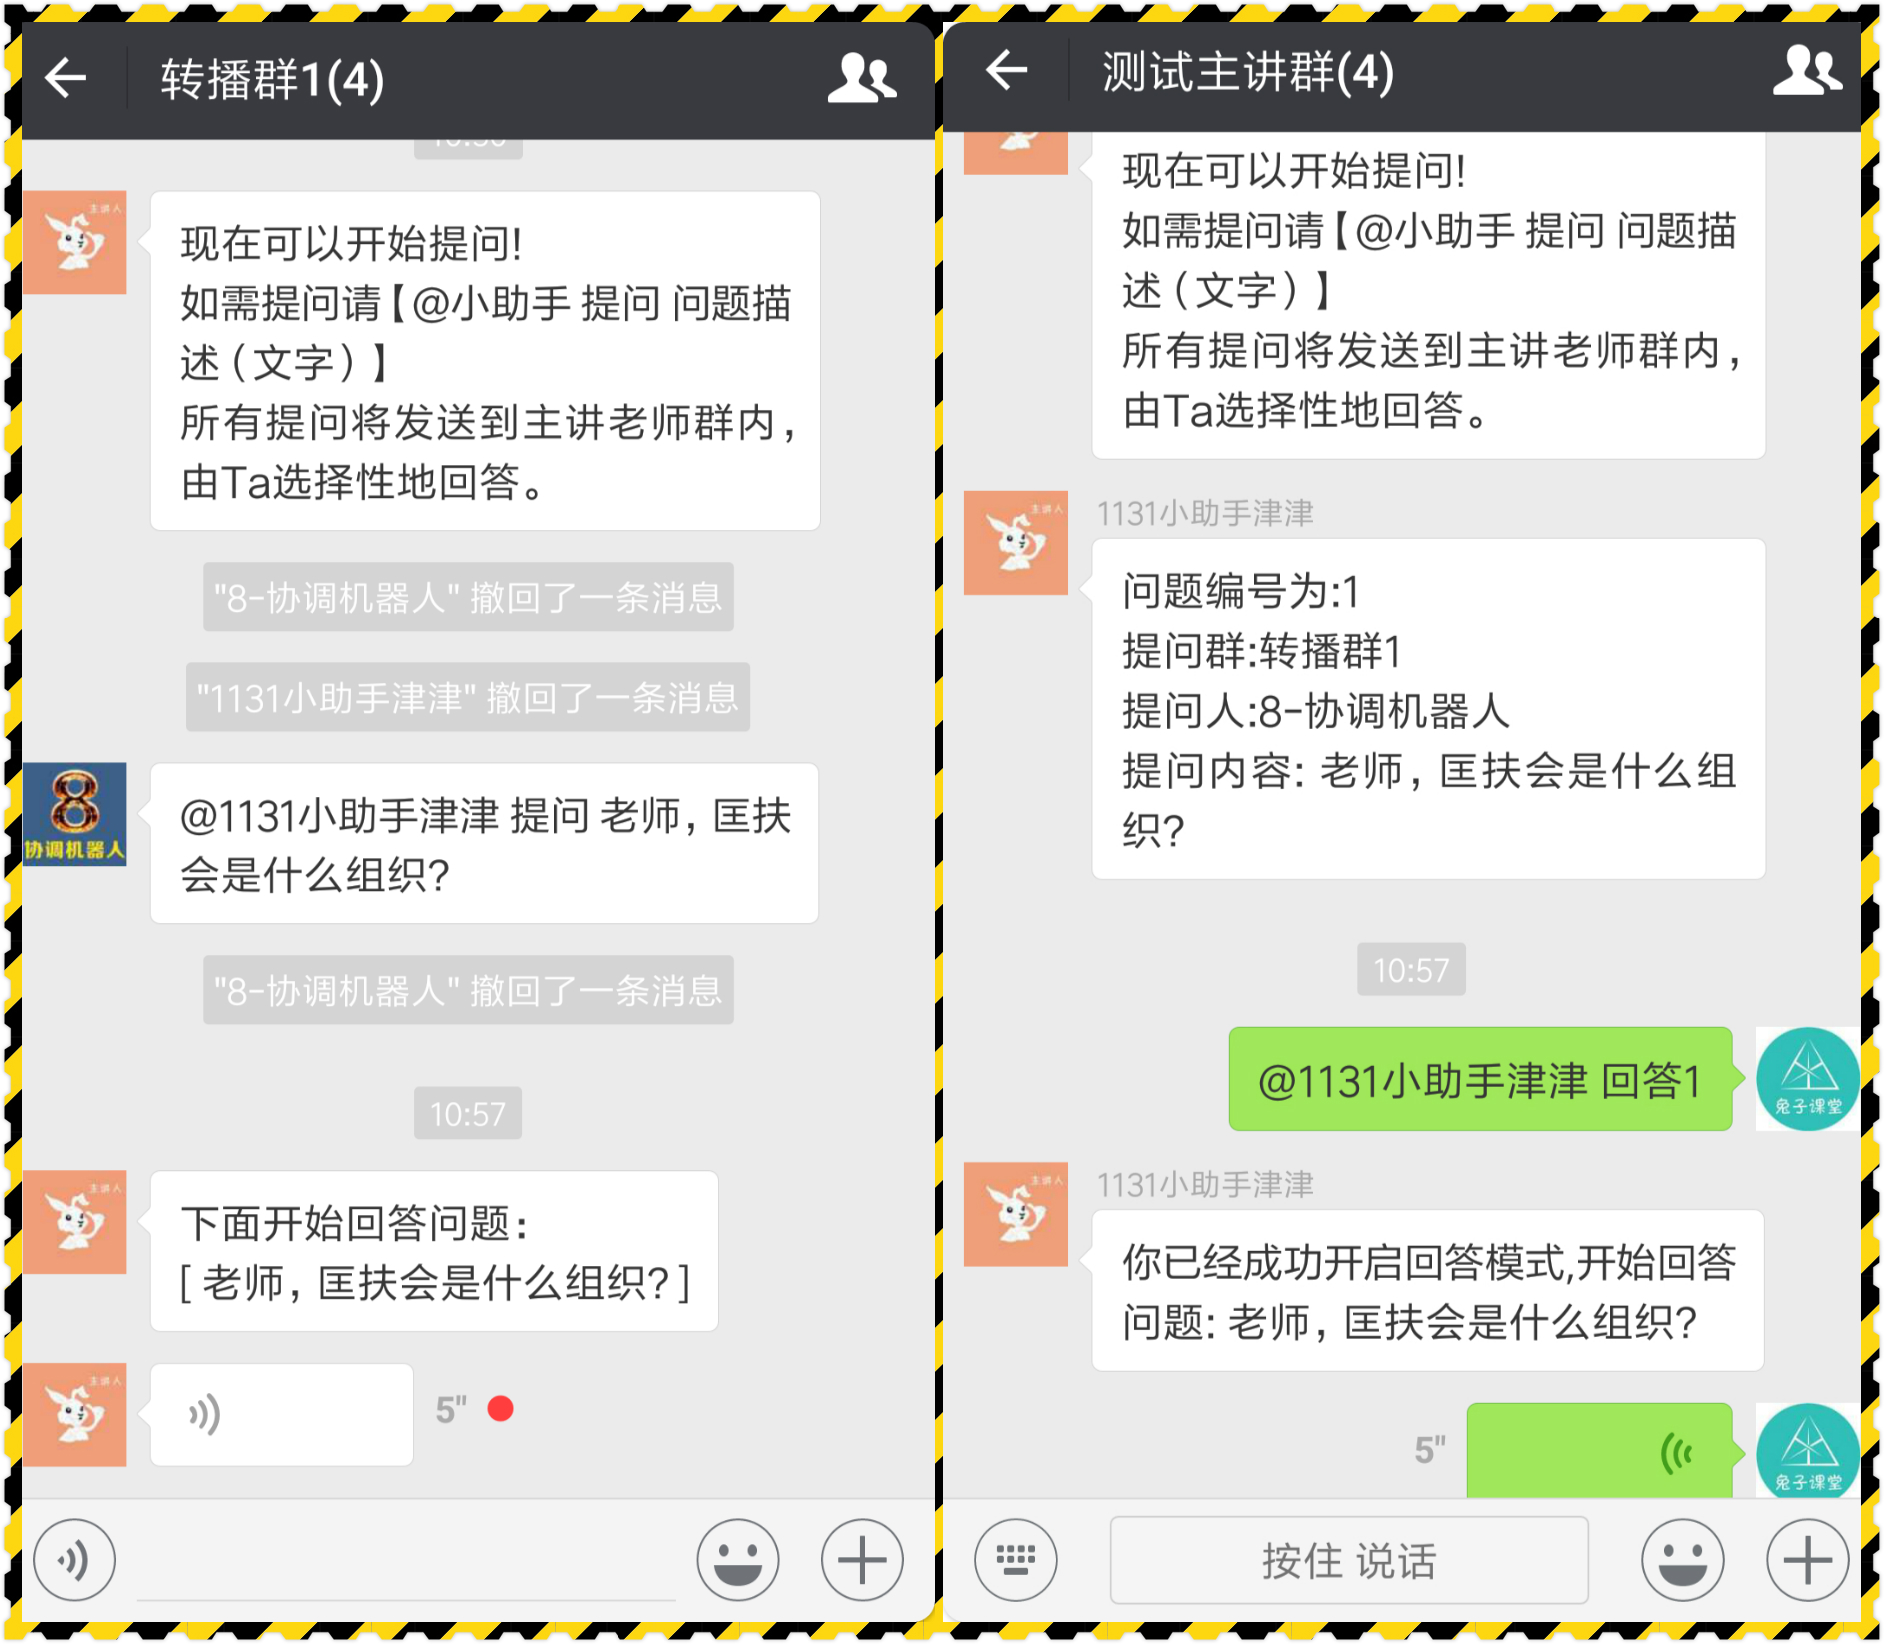 转播群1(4)
现在可以开始提问!
如需提问请【@小助手 提问 问题描
述(文字)】
所有提问将发送到主讲老师群内,
由Ta选择性地回答。
主讲人
"8-协调机器人" 撤回了一条消息
"1131小助手津津" 撤回了一条消息
@1131小助手津津 提问 老师, 匡扶
会是什么组织?
8
协调机器人
"8-协调机器人" 撤回了一条消息
10:57
主讲人
下面开始回答问题:
[ 老师, 匡扶会是什么组织? ]
主讲人
5"
测试主讲群(4)
现在可以开始提问!
如需提问请【@小助手 提问 问题描
述(文字)】
所有提问将发送到主讲老师群内,
由Ta选择性地回答。
主讲人
1131小助手津津
问题编号为:1
提问群:转播群1
提问人:8-协调机器人
提问内容: 老师, 匡扶会是什么组
织?
10:57
@1131小助手津津 回答1
兔子课堂
主讲人
1131小助手津津
你已经成功开启回答模式,开始回答
问题: 老师, 匡扶会是什么组织?
5"
兔子课堂
按住 说话